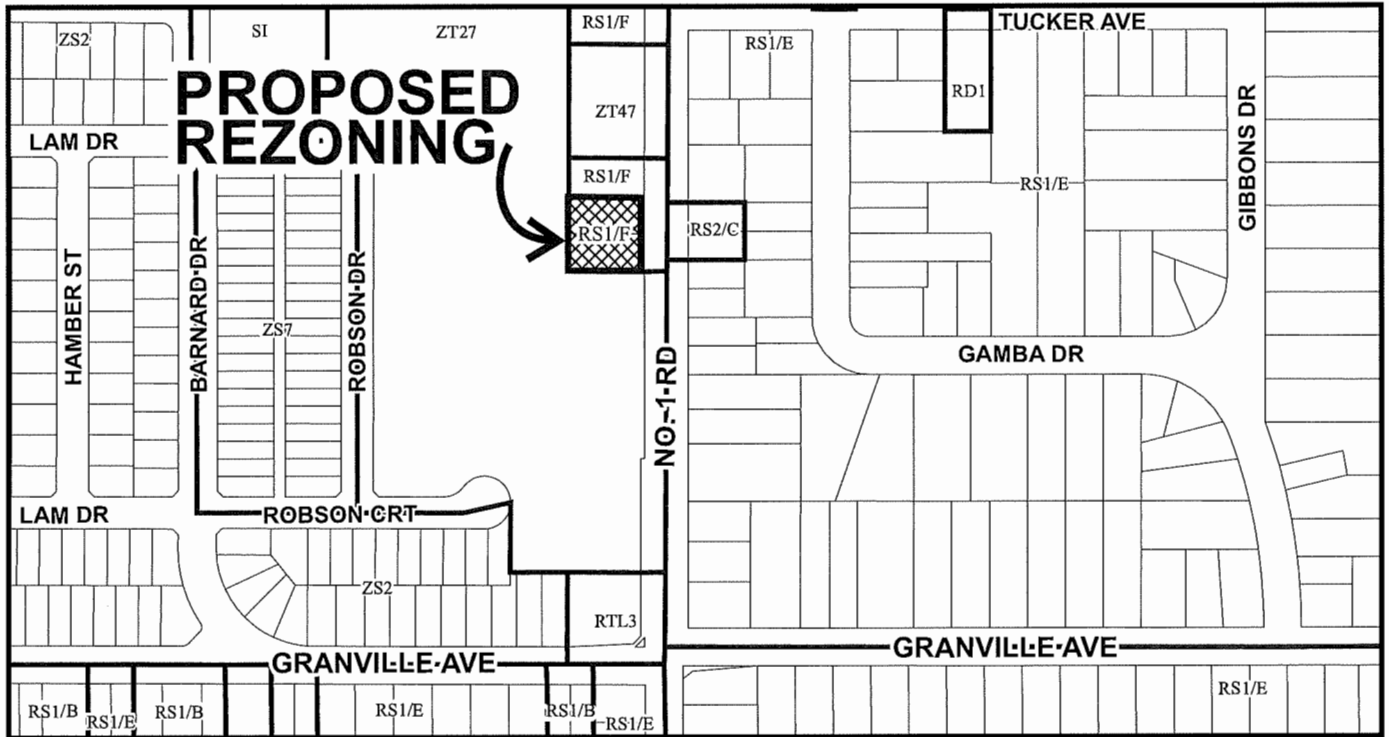 ZS2
SI
ZT27
RS1/F
RS1/E
TUCKER AVE
PROPOSED
REZONING
RD1
ZT47
LAM DR
RS1/F
RS1/E
GIBBONS DR
RS1/F
RS2/C
HAMBER ST
BARNARD DR
ZS7
ROBSON DR
NO. 1 RD
GAMBA DR
LAM DR
ROBSON CRT
ZS2
RTL3
GRANVILLE AVE
GRANVILLE AVE
RS1/B
RS1/E
RS1/B
RS1/E
RS1/B
RS1/E
RS1/E